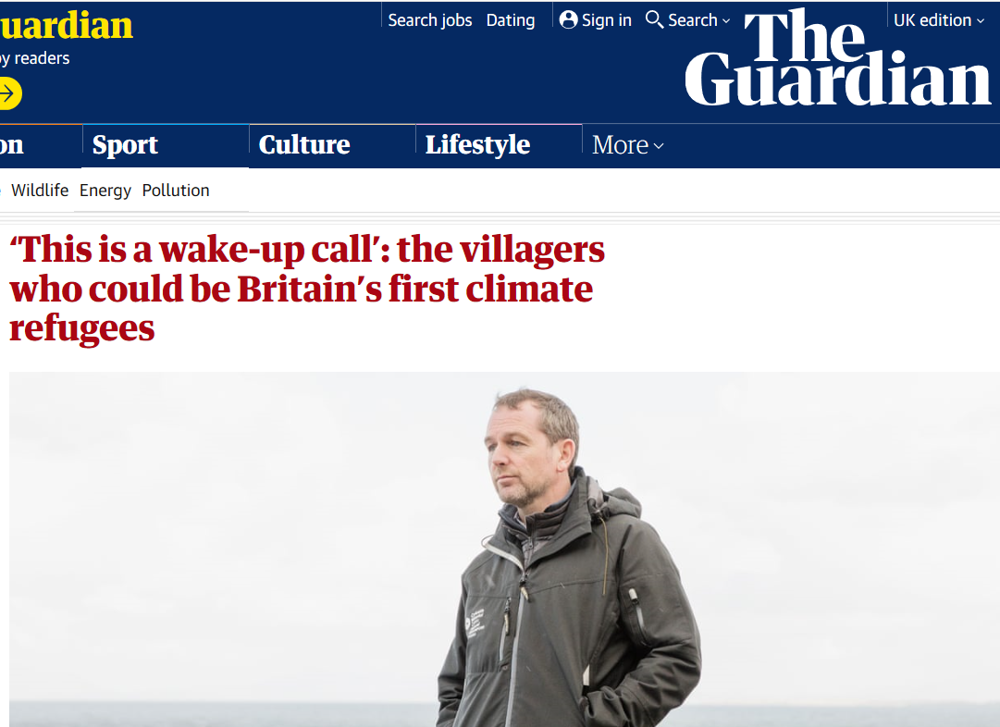 uardian
y readers
Search jobs Dating Sign in Search UK edition
The
Guardian
on Sport Culture Lifestyle More
Wildlife Energy Pollution
‘This is a wake-up call’: the villagers
who could be Britain’s first climate
refugees